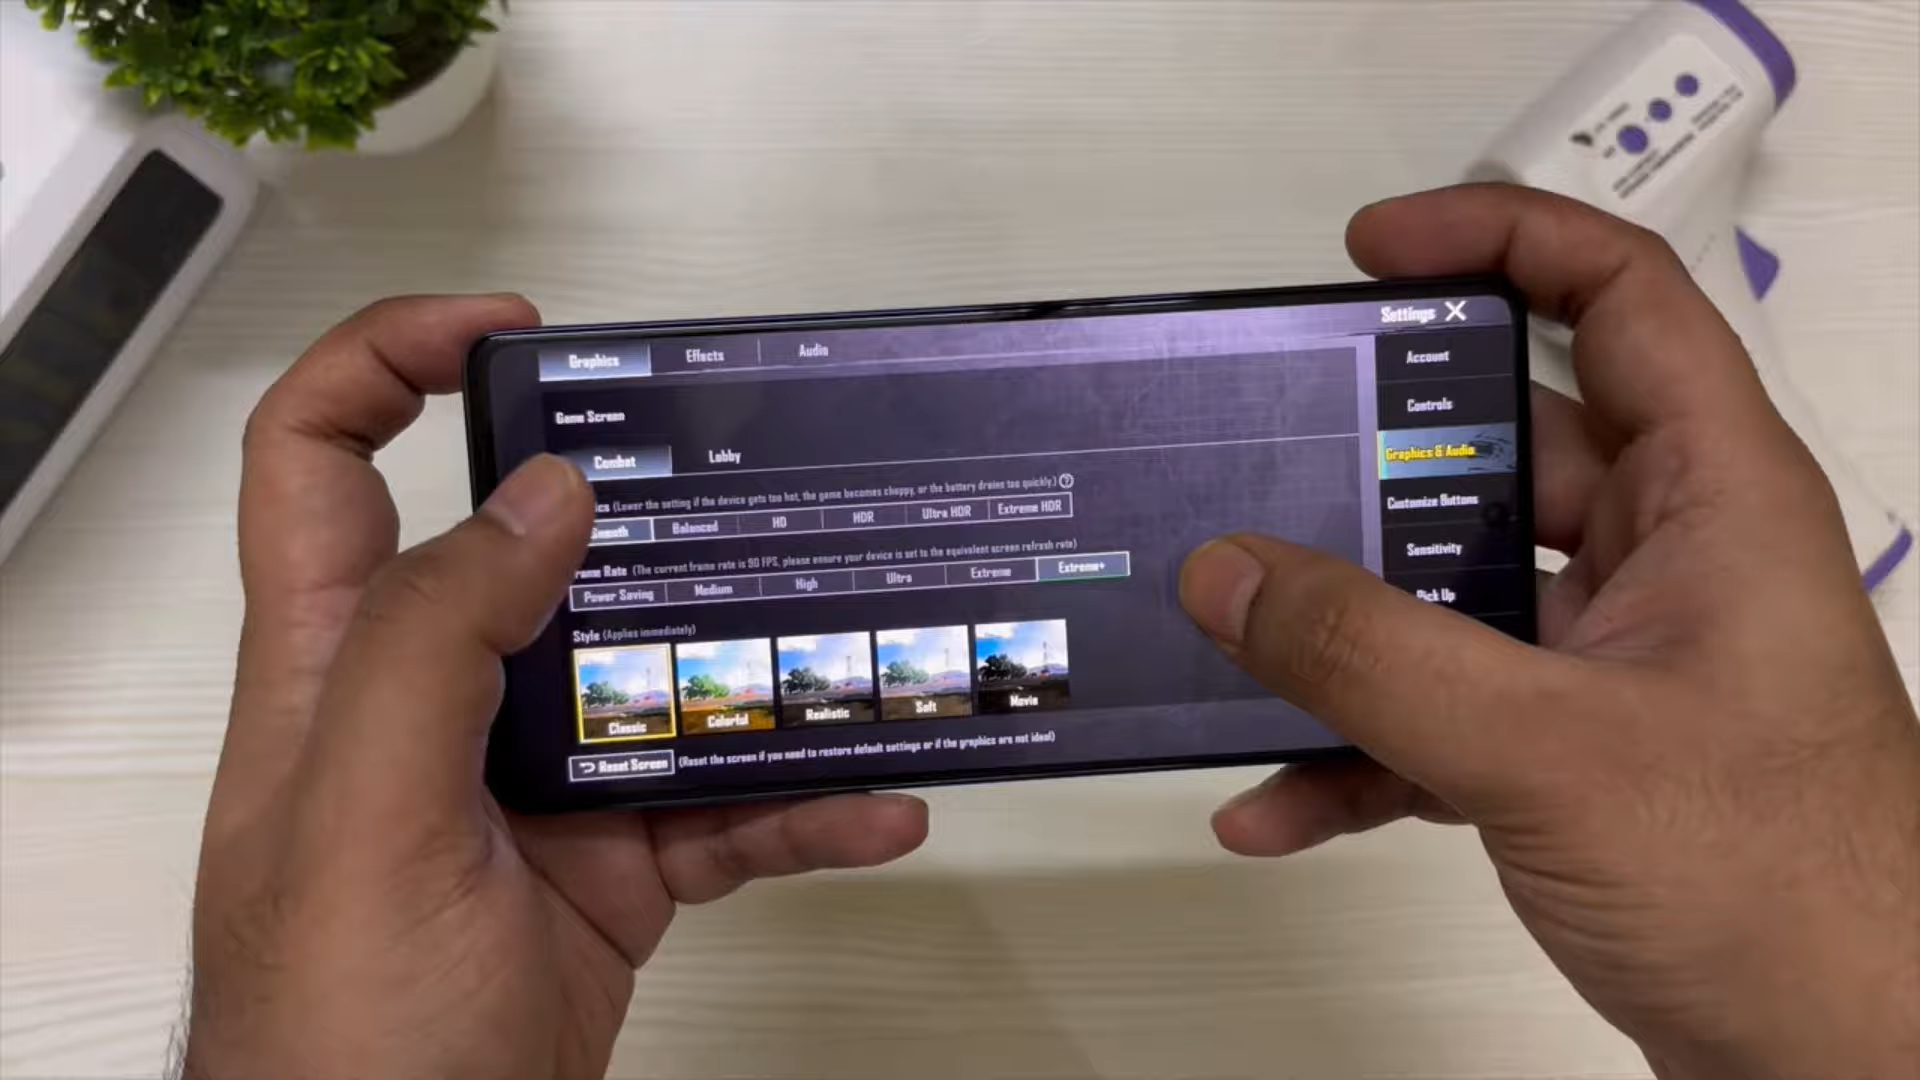 Settings X
Graphics Effects Audio
Account
Game Screen
Controls
Combat Lobby
Graphics & Audio
(Lower the setting if the device gets too hot, the game becomes choppy, or the battery drains too quickly.) ?
Smooth Balanced HD HDR Ultra HDR Extreme HDR
Customize Buttons
(The current frame rate is 90 FPS, please ensure your device is set to the equivalent screen refresh rate)
Power Saving Medium High Ultra Extreme Extreme+
Sensitivity
Pick Up
Style (Applies immediately)
Classic Colorful Realistic Soft Movie
Reset Screen (Reset the screen if you need to restore default settings or if the graphics are not ideal)